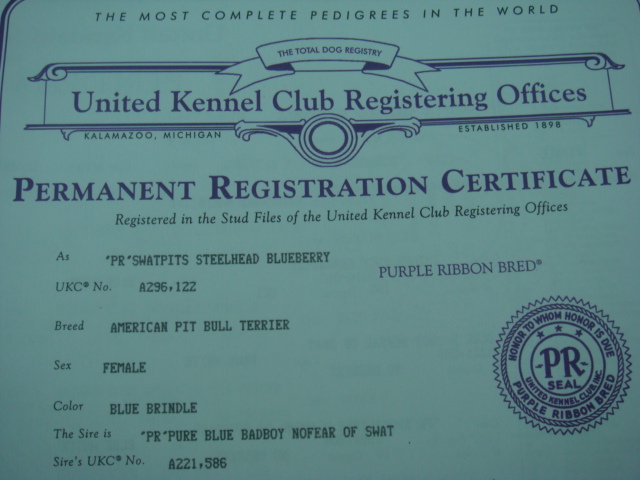 THE MOST COMPLETE PEDIGREES IN THE WORLD
THE TOTAL DOG REGISTRY
United Kennel Club Registering Offices
KALAMAZOO, MICHIGAN
ESTABLISHED 1898
PERMANENT REGISTRATION CERTIFICATE
Registered in the Stud Files of the United Kennel Club Registering Offices
As 'PR'SWATPITS STEELHEAD BLUEBERRY
PURPLE RIBBON BRED®
UKC® No. A296,122
Breed AMERICAN PIT BULL TERRIER
Sex FEMALE
Color BLUE BRINDLE
The Sire is 'PR'PURE BLUE BADBOY NOFEAR OF SWAT
Sire's UKC® No. A221,586
HONOR TO WHOM HONOR IS DUE
-PR-
SEAL
UNITED KENNEL CLUB, INC.
PURPLE RIBBON BRED